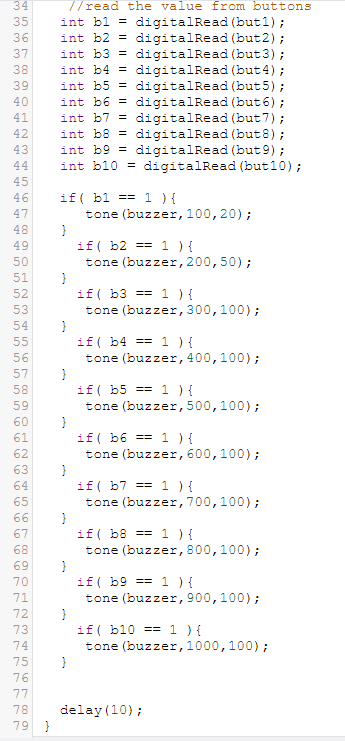 34 //read the value from buttons
35 int b1 = digitalRead(but1);
36 int b2 = digitalRead(but2);
37 int b3 = digitalRead(but3);
38 int b4 = digitalRead(but4);
39 int b5 = digitalRead(but5);
40 int b6 = digitalRead(but6);
41 int b7 = digitalRead(but7);
42 int b8 = digitalRead(but8);
43 int b9 = digitalRead(but9);
44 int b10 = digitalRead(but10);
45
46 if( b1 == 1 ){
47 tone(buzzer,100,20);
48 }
49 if( b2 == 1 ){
50 tone(buzzer,200,50);
51 }
52 if( b3 == 1 ){
53 tone(buzzer,300,100);
54 }
55 if( b4 == 1 ){
56 tone(buzzer,400,100);
57 }
58 if( b5 == 1 ){
59 tone(buzzer,500,100);
60 }
61 if( b6 == 1 ){
62 tone(buzzer,600,100);
63 }
64 if( b7 == 1 ){
65 tone(buzzer,700,100);
66 }
67 if( b8 == 1 ){
68 tone(buzzer,800,100);
69 }
70 if( b9 == 1 ){
71 tone(buzzer,900,100);
72 }
73 if( b10 == 1 ){
74 tone(buzzer,1000,100);
75 }
76
77
78 delay(10);
79 }